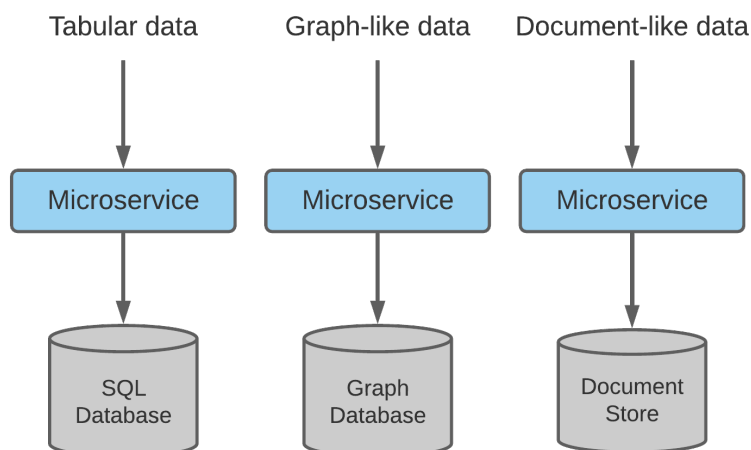 Tabular data
Graph-like data
Document-like data
Microservice
Microservice
Microservice
SQL
Database
Graph
Database
Document
Store